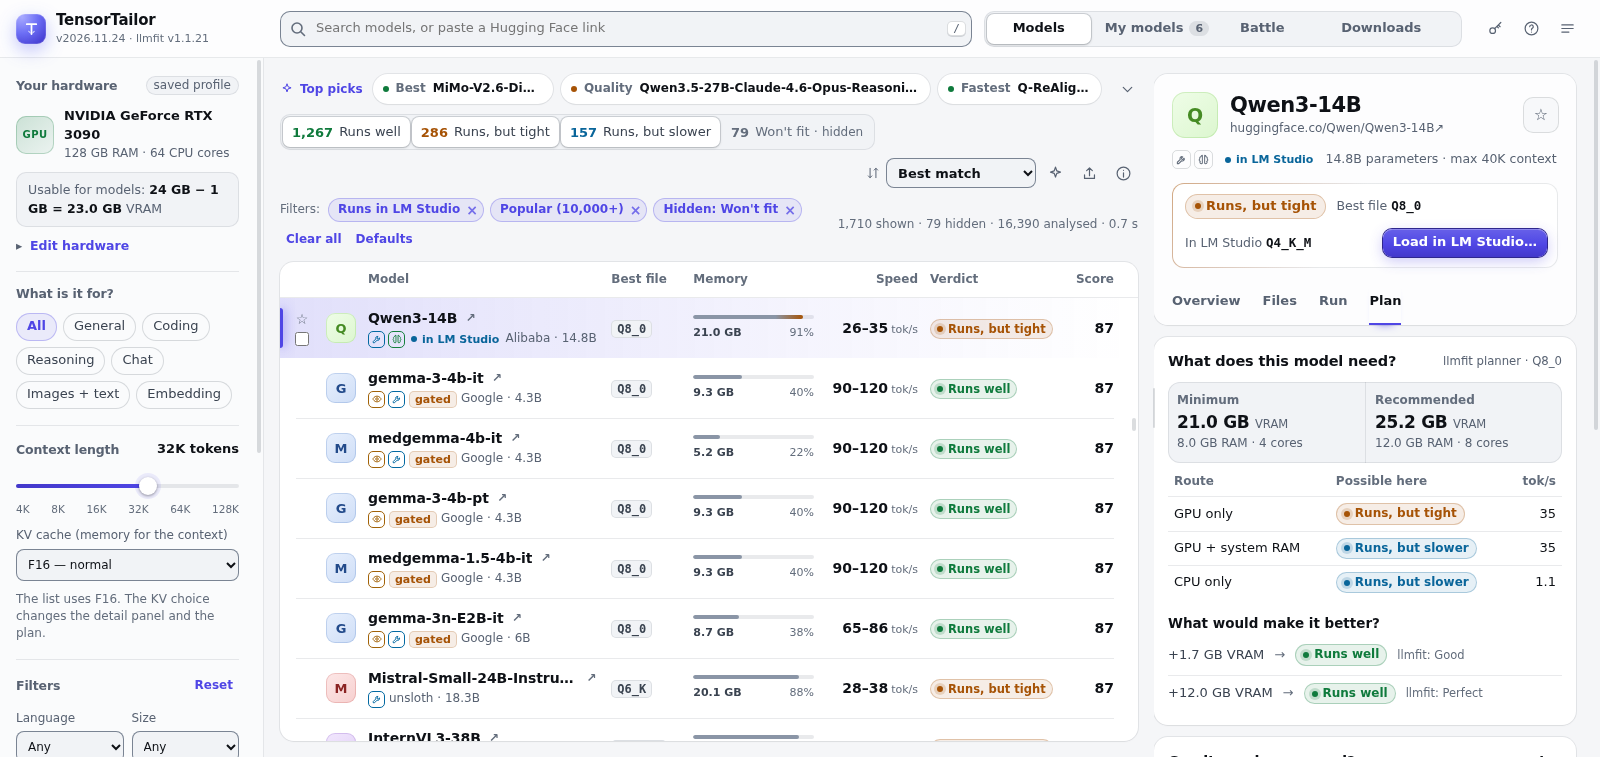 TensorTailor
v2026.11.24 · llmfit v1.1.21
Search models, or paste a Hugging Face link
/
Models
My models 6
Battle
Downloads
Your hardware
saved profile
GPU
NVIDIA GeForce RTX
3090
128 GB RAM · 64 CPU cores
Usable for models: 24 GB − 1
GB = 23.0 GB VRAM
▸ Edit hardware
What is it for?
All
General
Coding
Reasoning
Chat
Images + text
Embedding
Context length
32K tokens
4K 8K 16K 32K 64K 128K
KV cache (memory for the context)
F16 — normal
The list uses F16. The KV choice
changes the detail panel and the
plan.
Filters
Reset
Language
Size
Any
Any
Top picks
Best MiMo-V2.6-Di...
Quality Qwen3.5-27B-Claude-4.6-Opus-Reasoni...
Fastest Q-ReAlig...
1,267 Runs well
286 Runs, but tight
157 Runs, but slower
79 Won't fit · hidden
Best match
Filters:
Runs in LM Studio ×
Popular (10,000+) ×
Hidden: Won't fit ×
Clear all
Defaults
1,710 shown · 79 hidden · 16,390 analysed · 0.7 s
Model Best file Memory Speed Verdict Score
Q
Qwen3-14B ↗
in LM Studio Alibaba · 14.8B
Q8_0
21.0 GB 91%
26–35 tok/s
Runs, but tight
87
G
gemma-3-4b-it ↗
gated Google · 4.3B
Q8_0
9.3 GB 40%
90–120 tok/s
Runs well
87
M
medgemma-4b-it ↗
gated Google · 4.3B
Q8_0
5.2 GB 22%
90–120 tok/s
Runs well
87
G
gemma-3-4b-pt ↗
gated Google · 4.3B
Q8_0
9.3 GB 40%
90–120 tok/s
Runs well
87
M
medgemma-1.5-4b-it ↗
gated Google · 4.3B
Q8_0
9.3 GB 40%
90–120 tok/s
Runs well
87
G
gemma-3n-E2B-it ↗
gated Google · 6B
Q8_0
8.7 GB 38%
65–86 tok/s
Runs well
87
M
Mistral-Small-24B-Instru... ↗
unsloth · 18.3B
Q6_K
20.1 GB 88%
28–38 tok/s
Runs, but tight
87
InternVL3-38B ↗
Q
Qwen3-14B
huggingface.co/Qwen/Qwen3-14B↗
in LM Studio
14.8B parameters · max 40K context
Runs, but tight
Best file Q8_0
In LM Studio Q4_K_M
Load in LM Studio...
Overview
Files
Run
Plan
What does this model need?
llmfit planner · Q8_0
Minimum
21.0 GB VRAM
8.0 GB RAM · 4 cores
Recommended
25.2 GB VRAM
12.0 GB RAM · 8 cores
Route Possible here tok/s
GPU only Runs, but tight 35
GPU + system RAM Runs, but slower 35
CPU only Runs, but slower 1.1
What would make it better?
+1.7 GB VRAM → Runs well llmfit: Good
+12.0 GB VRAM → Runs well llmfit: Perfect